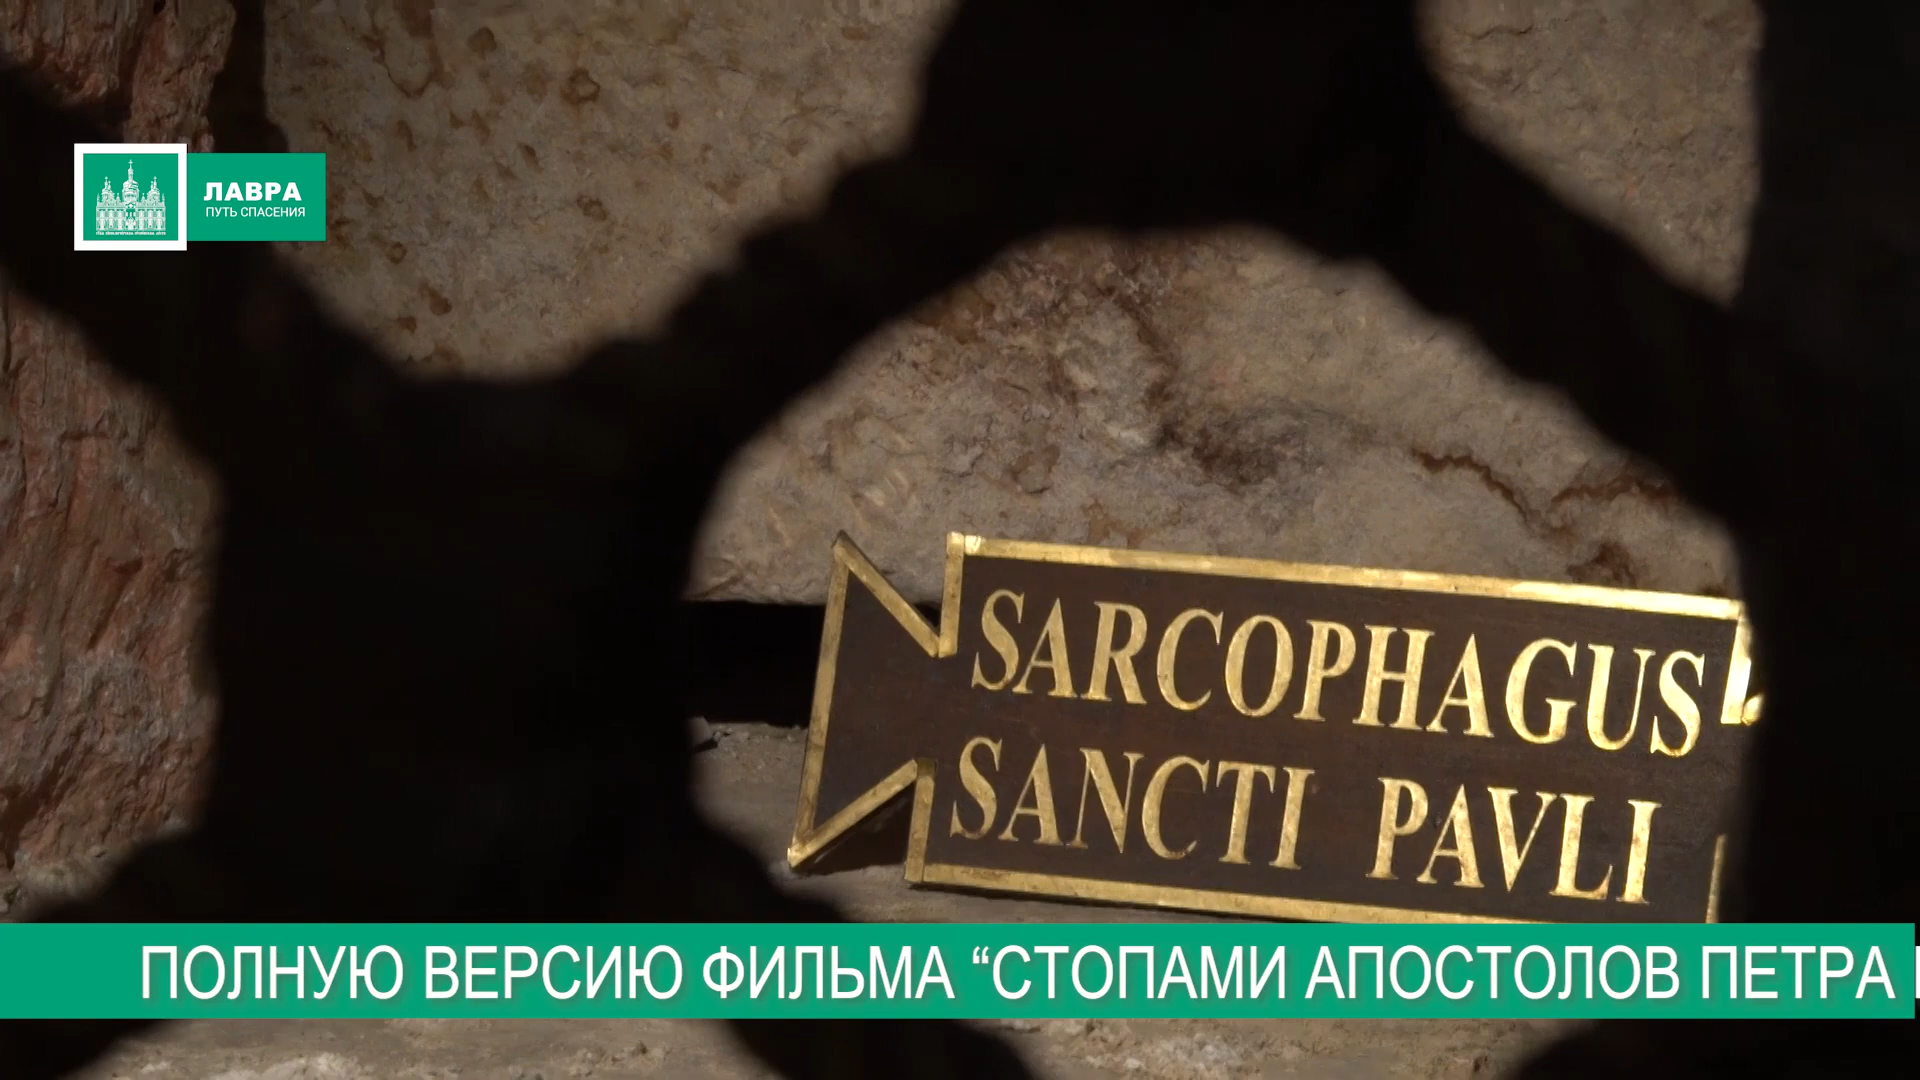 ЛАВРА
ПУТЬ СПАСЕНИЯ
SARCOPHAGUS
SANCTI PAVLI
ПОЛНУЮ ВЕРСИЮ ФИЛЬМА “СТОПАМИ АПОСТОЛОВ ПЕТРА